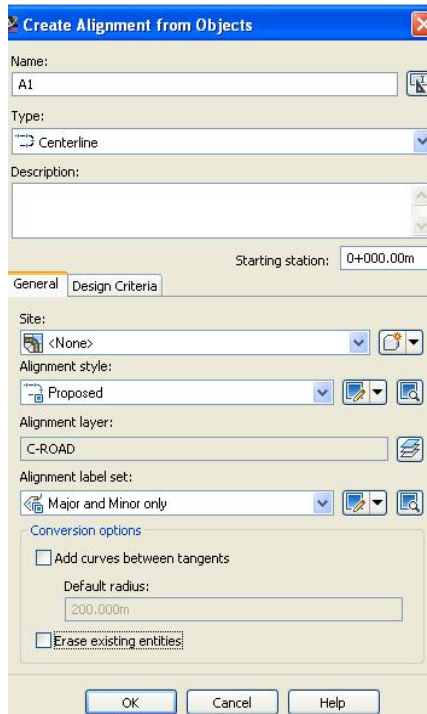 Create Alignment from Objects
Name:
A1
Type:
Centerline
Description:
Starting station: 0+000.00m
General Design Criteria
Site:
<None>
Alignment style:
Proposed
Alignment layer:
C-ROAD
Alignment label set:
Major and Minor only
Conversion options
Add curves between tangents
Default radius:
200.000m
Erase existing entities
OK Cancel Help